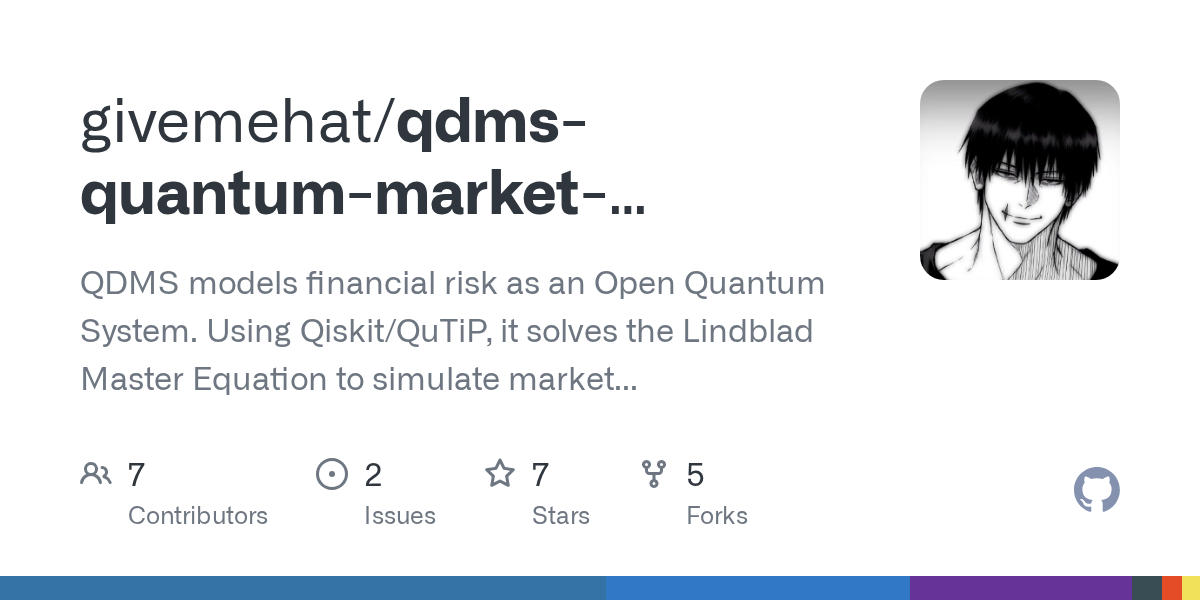 givemehat/qdms-
quantum-market-...
QDMS models financial risk as an Open Quantum
System. Using Qiskit/QuTiP, it solves the Lindblad
Master Equation to simulate market...
7 2 7 5
Contributors Issues Stars Forks